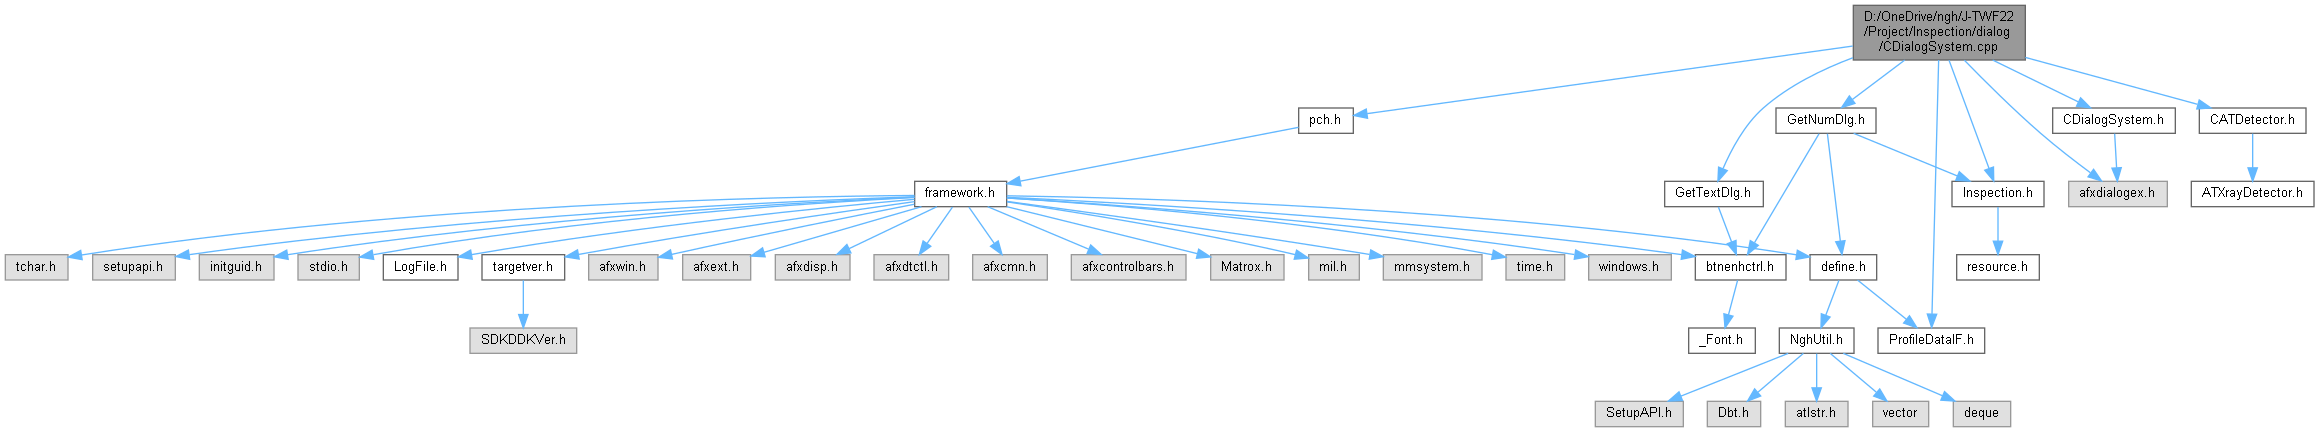 D:/OneDrive/ngh/J-TWF22
/Project/Inspection/dialog
/CDialogSystem.cpp
pch.h
GetNumDlg.h
CDialogSystem.h
CATDetector.h
framework.h
GetTextDlg.h
Inspection.h
afxdialogex.h
ATXrayDetector.h
tchar.h
setupapi.h
initguid.h
stdio.h
LogFile.h
targetver.h
afxwin.h
afxext.h
afxdisp.h
afxdtctl.h
afxcmn.h
afxcontrolbars.h
Matrox.h
mil.h
mmsystem.h
time.h
windows.h
btnenhctrl.h
define.h
resource.h
SDKDDKVer.h
_Font.h
NghUtil.h
ProfileDataIF.h
SetupAPI.h
Dbt.h
atlstr.h
vector
deque